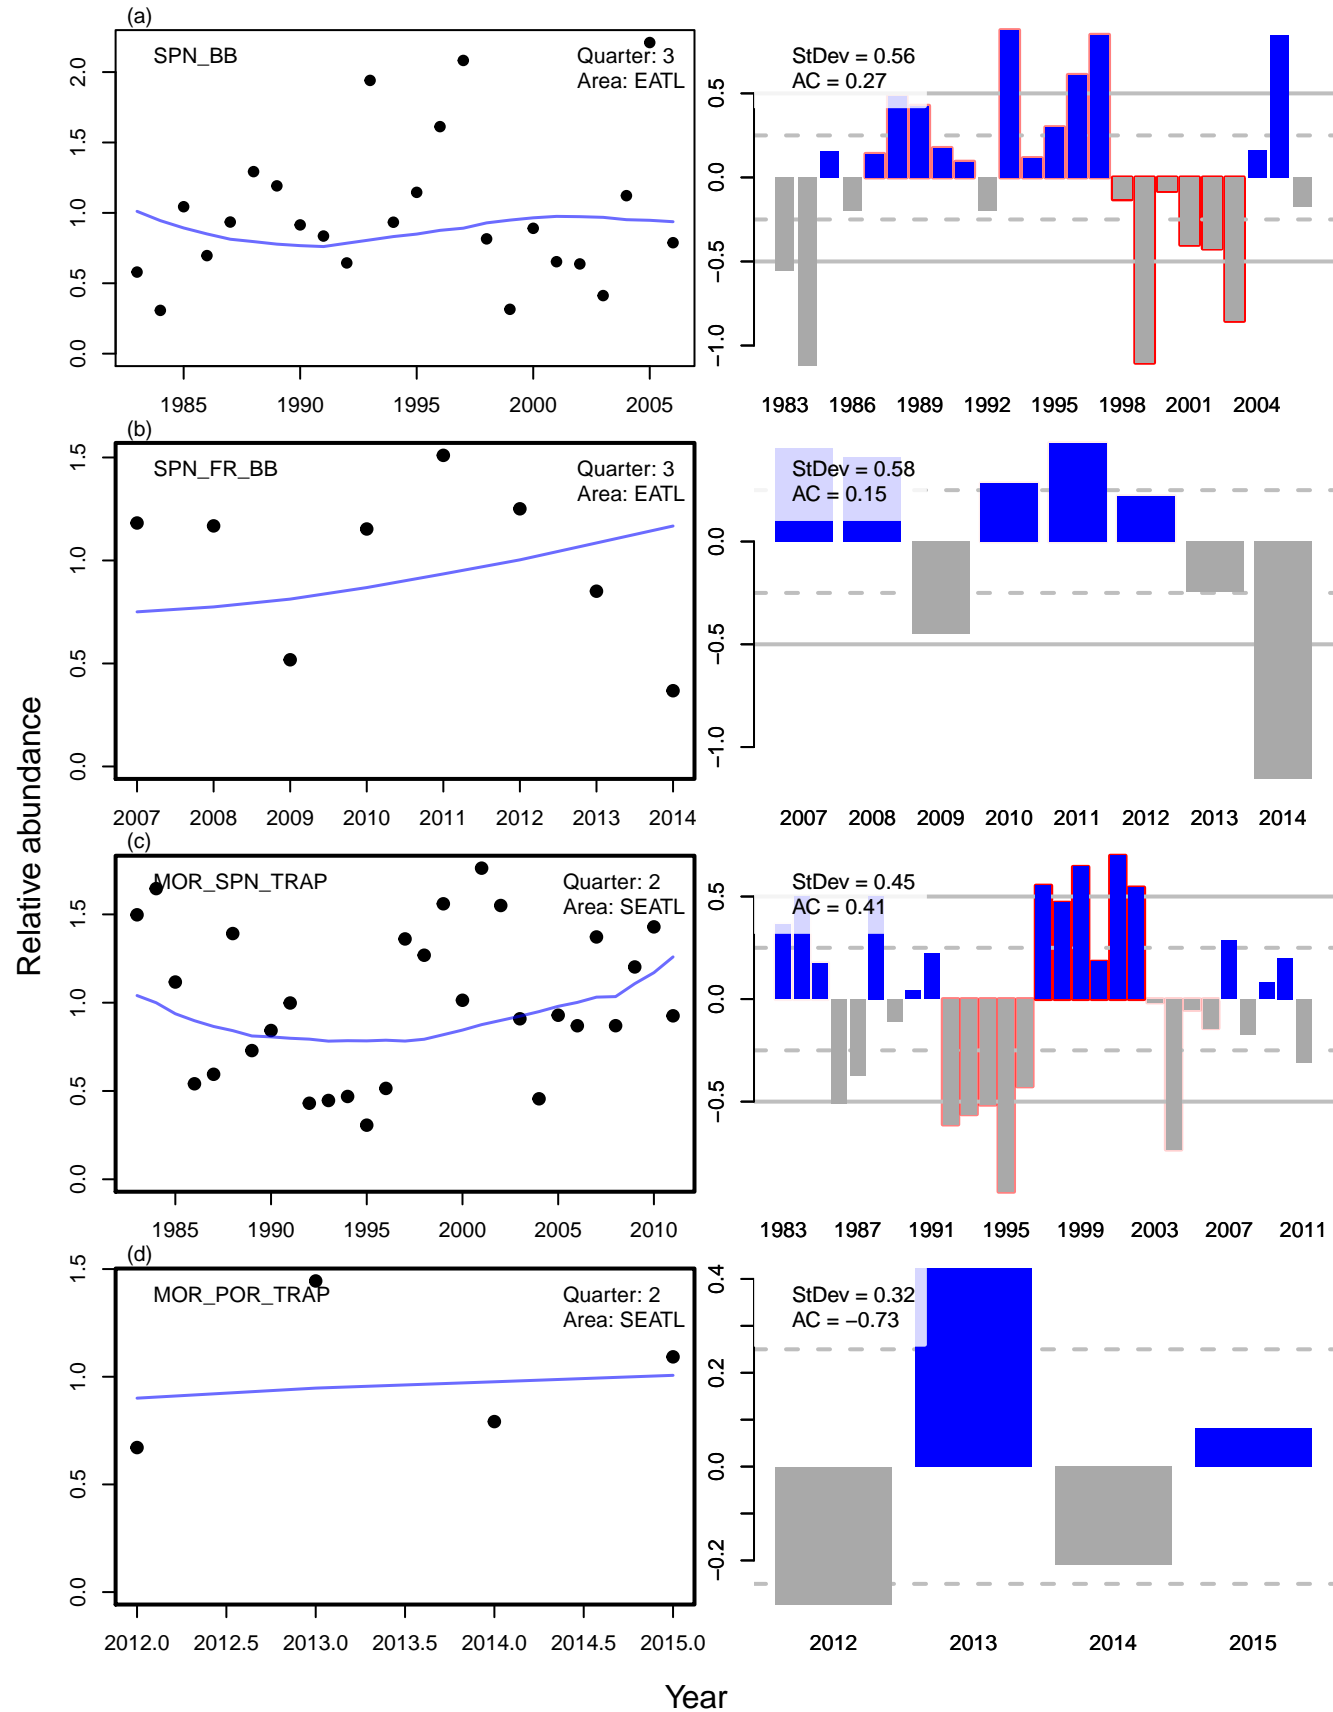 (a)
SPN_BB
Quarter: 3
Area: EATL
0.0 0.5 1.0 1.5 2.0
1985 1990 1995 2000 2005
StDev = 0.56
AC = 0.27
−1.0 −0.5 0.0 0.5
1983 1986 1989 1992 1995 1998 2001 2004
(b)
SPN_FR_BB
Quarter: 3
Area: EATL
0.0 0.5 1.0 1.5
2007 2008 2009 2010 2011 2012 2013 2014
StDev = 0.58
AC = 0.15
−1.0 −0.5 0.0
2007 2008 2009 2010 2011 2012 2013 2014
(c)
MOR_SPN_TRAP
Quarter: 2
Area: SEATL
0.0 0.5 1.0 1.5
1985 1990 1995 2000 2005 2010
StDev = 0.45
AC = 0.41
−0.5 0.0 0.5
1983 1987 1991 1995 1999 2003 2007 2011
(d)
MOR_POR_TRAP
Quarter: 2
Area: SEATL
0.0 0.5 1.0 1.5
2012.0 2012.5 2013.0 2013.5 2014.0 2014.5 2015.0
StDev = 0.32
AC = −0.73
−0.2 0.0 0.2 0.4
2012 2013 2014 2015
Relative abundance
Year